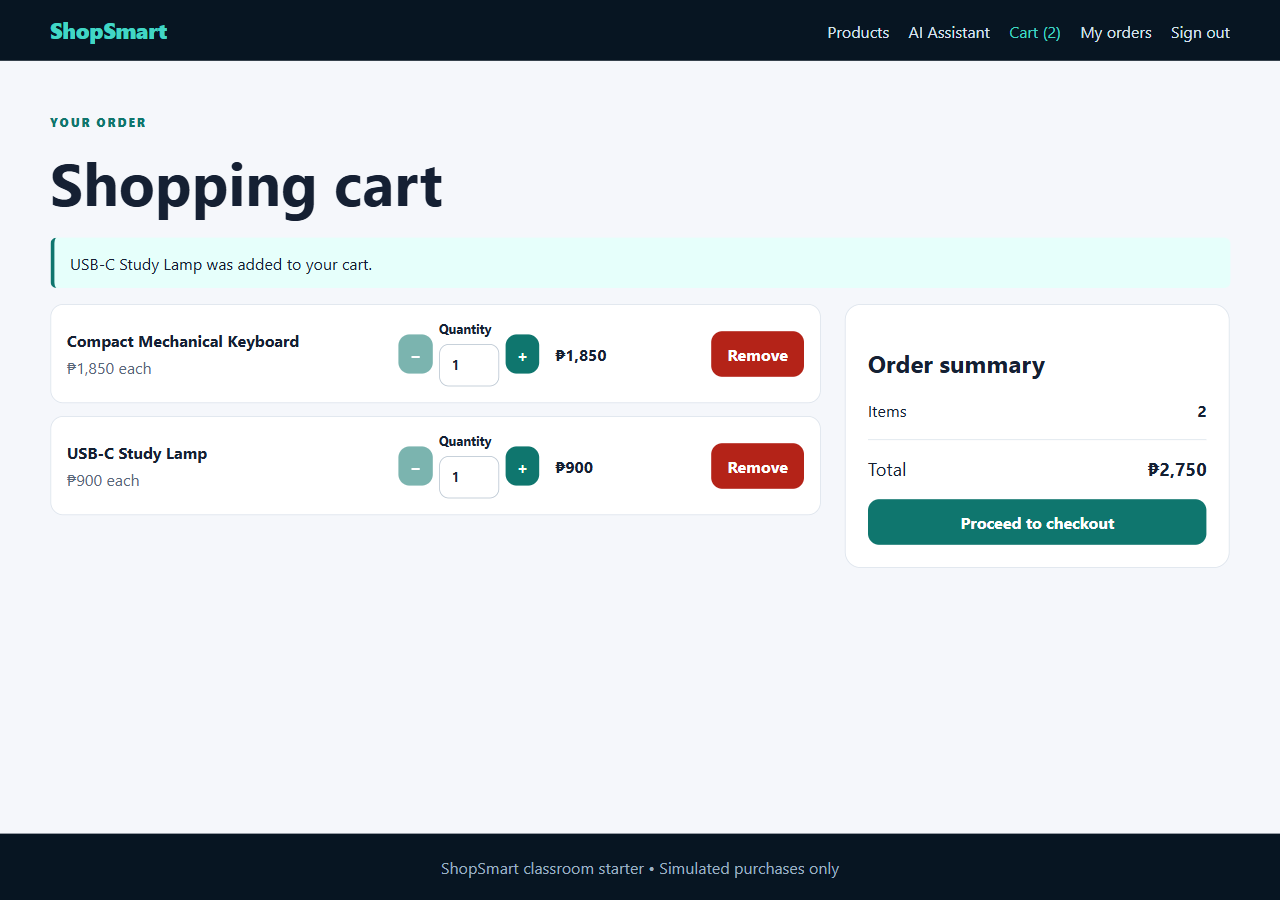 ShopSmart
Products AI Assistant Cart (2) My orders Sign out
YOUR ORDER
Shopping cart
USB-C Study Lamp was added to your cart.
Compact Mechanical Keyboard
₱1,850 each
Quantity
− 1 + ₱1,850 Remove
USB-C Study Lamp
₱900 each
Quantity
− 1 + ₱900 Remove
Order summary
Items 2
Total ₱2,750
Proceed to checkout
ShopSmart classroom starter • Simulated purchases only